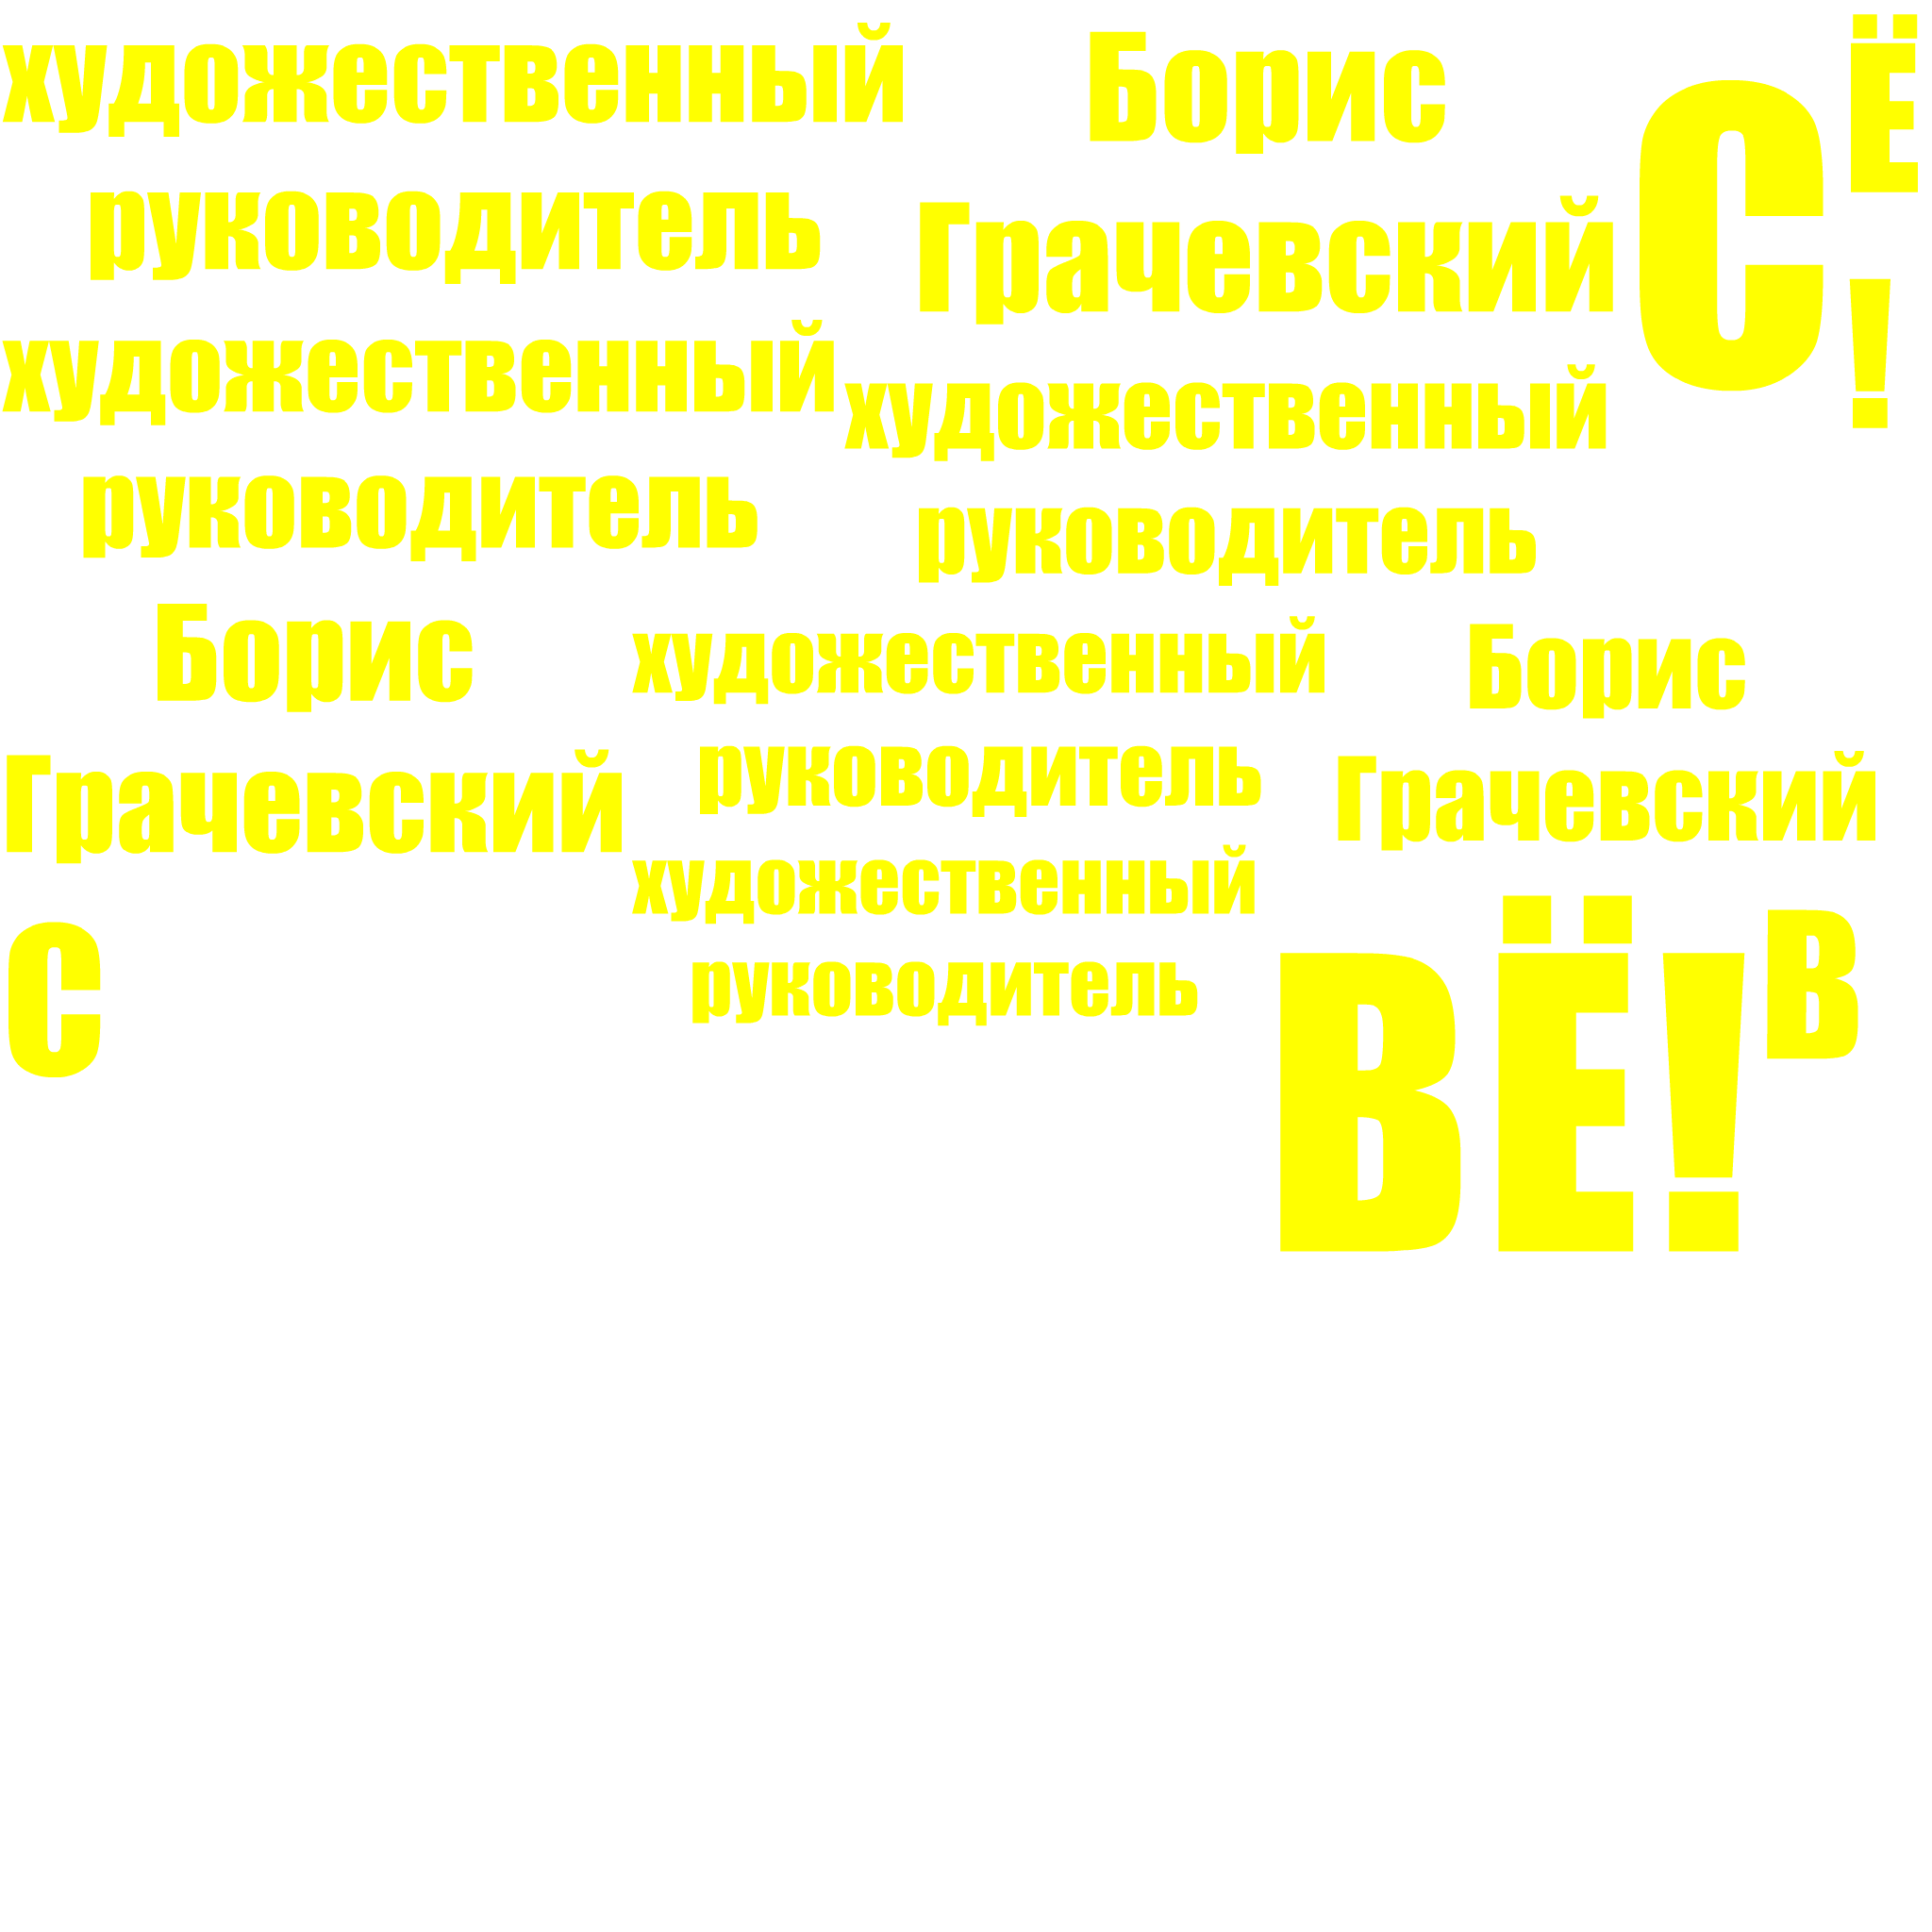 художественный
руководитель
Борис
Грачевский
С
Ё
!
художественный
руководитель
художественный
руководитель
Борис
Грачевский
художественный
руководитель
Борис
Грачевский
художественный
руководитель
С
ВЁ!
В